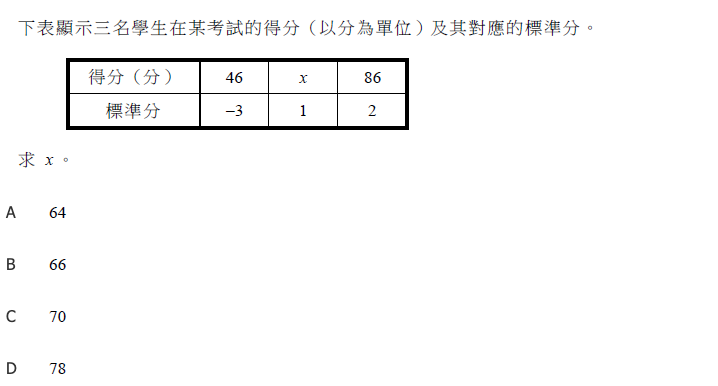 下表顯示三名學生在某考試的得分（以分為單位）及其對應的標準分。
得分（分） 46 x 86
標準分 −3 1 2
求 x。
A 64
B 66
C 70
D 78